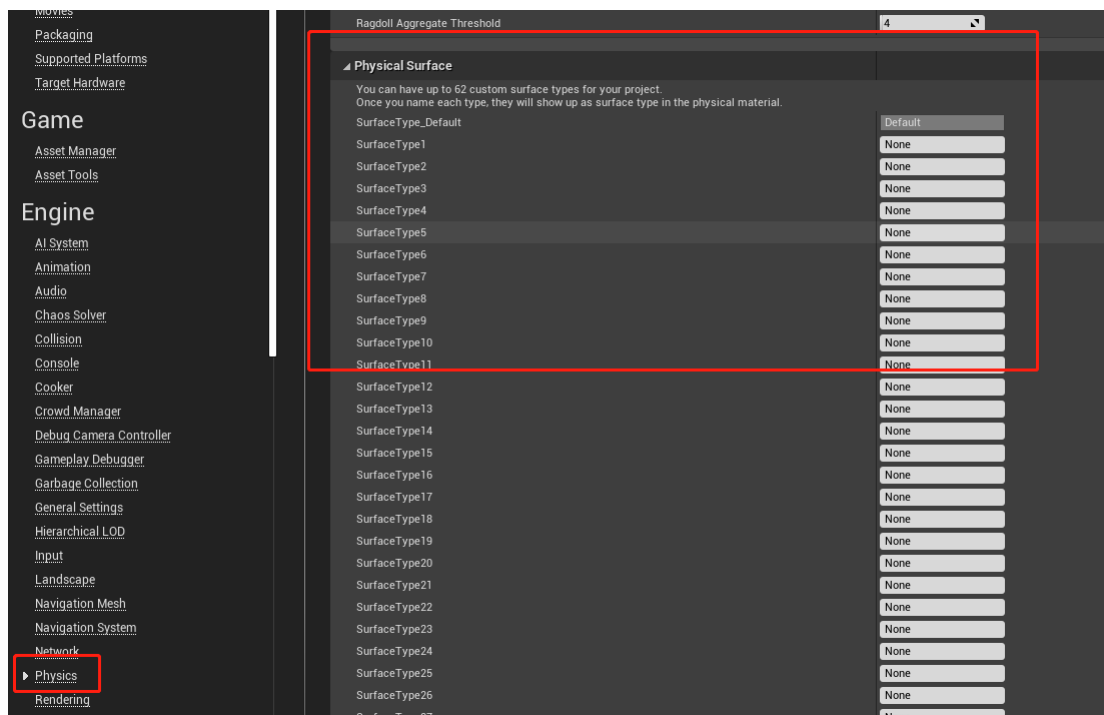 Movies
Packaging
Supported Platforms
Target Hardware
Game
Asset Manager
Asset Tools
Engine
AI System
Animation
Audio
Chaos Solver
Collision
Console
Cooker
Crowd Manager
Debug Camera Controller
Gameplay Debugger
Garbage Collection
General Settings
Hierarchical LOD
Input
Landscape
Navigation Mesh
Navigation System
Network
Physics
Rendering
Ragdoll Aggregate Threshold 4
Physical Surface
You can have up to 62 custom surface types for your project.
Once you name each type, they will show up as surface type in the physical material.
SurfaceType_Default Default
SurfaceType1 None
SurfaceType2 None
SurfaceType3 None
SurfaceType4 None
SurfaceType5 None
SurfaceType6 None
SurfaceType7 None
SurfaceType8 None
SurfaceType9 None
SurfaceType10 None
SurfaceType11 None
SurfaceType12 None
SurfaceType13 None
SurfaceType14 None
SurfaceType15 None
SurfaceType16 None
SurfaceType17 None
SurfaceType18 None
SurfaceType19 None
SurfaceType20 None
SurfaceType21 None
SurfaceType22 None
SurfaceType23 None
SurfaceType24 None
SurfaceType25 None
SurfaceType26 None